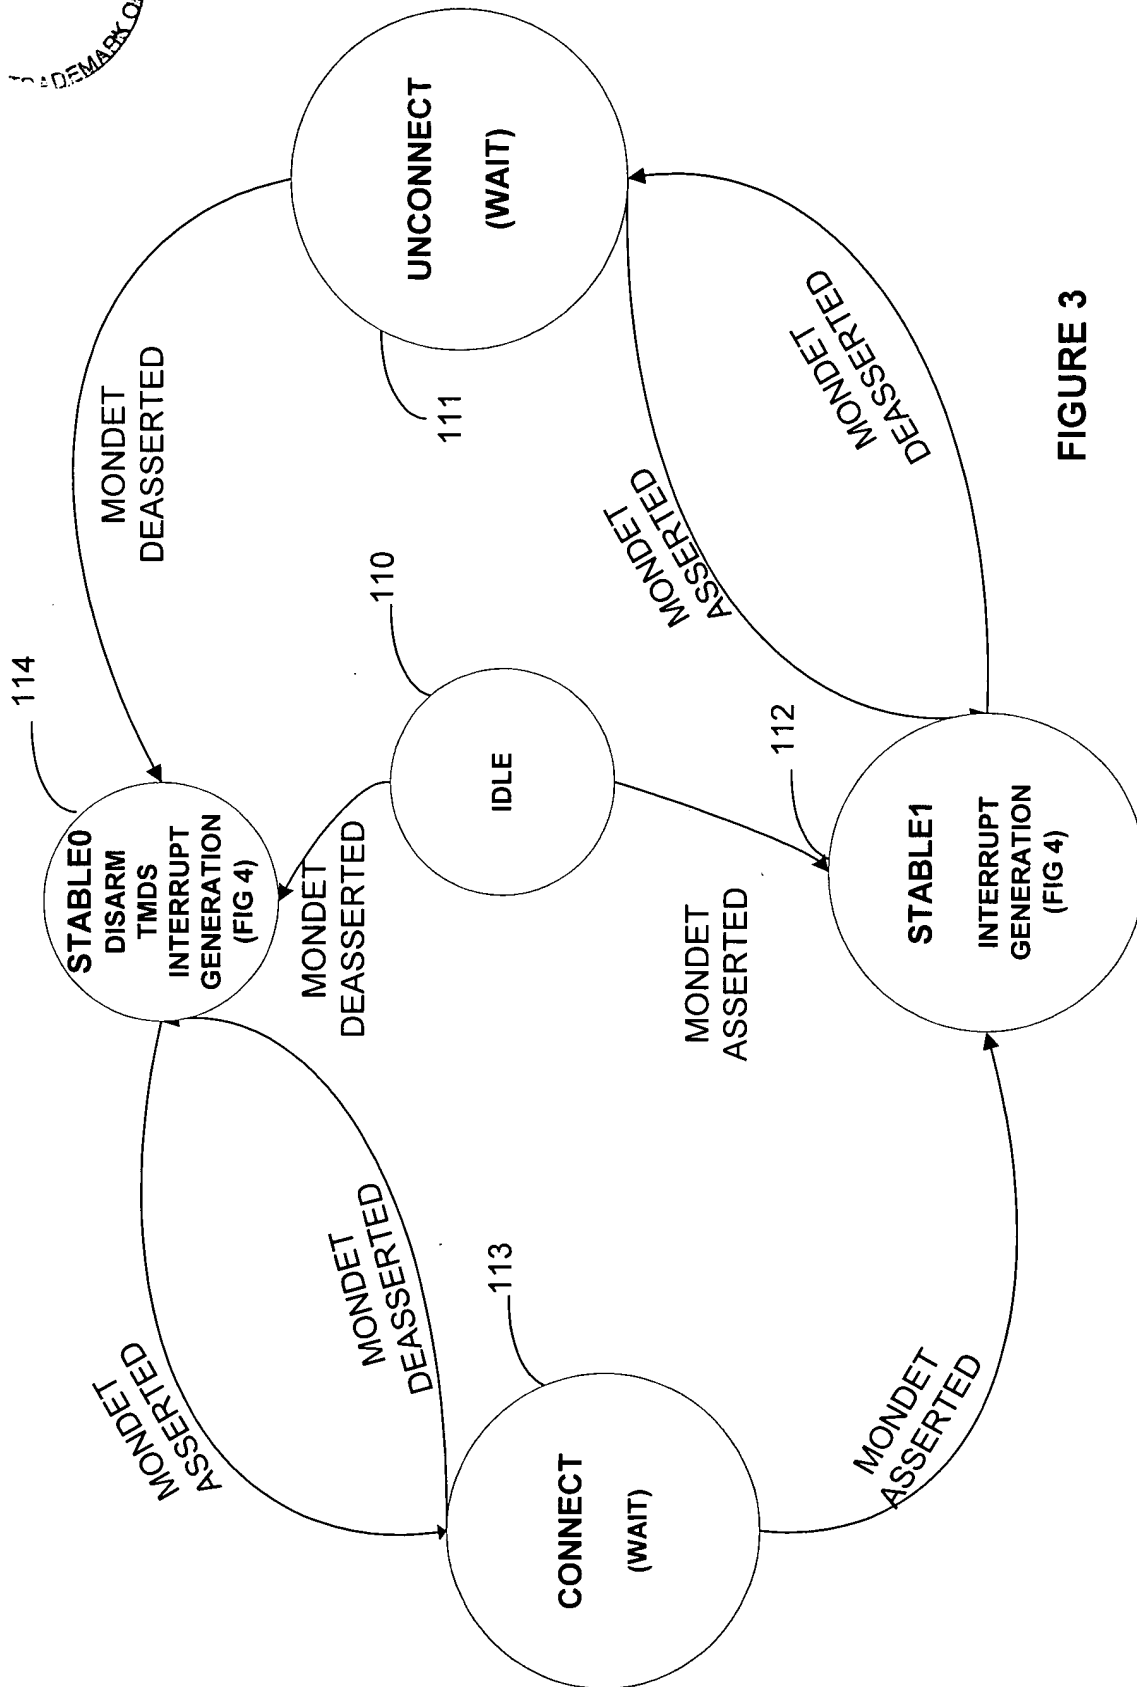 114
STABLE0
DISARM
TMDS
INTERRUPT
GENERATION
(FIG 4)
MONDET
DEASSERTED
MONDET
ASSERTED
MONDET
DEASSERTED
MONDET
DEASSERTED
110
IDLE
UNCONNECT
(WAIT)
111
113
CONNECT
(WAIT)
MONDET
ASSERTED
MONDET
ASSERTED
MONDET
DEASSERTED
112
STABLE1
INTERRUPT
GENERATION
(FIG 4)
MONDET
ASSERTED
FIGURE 3